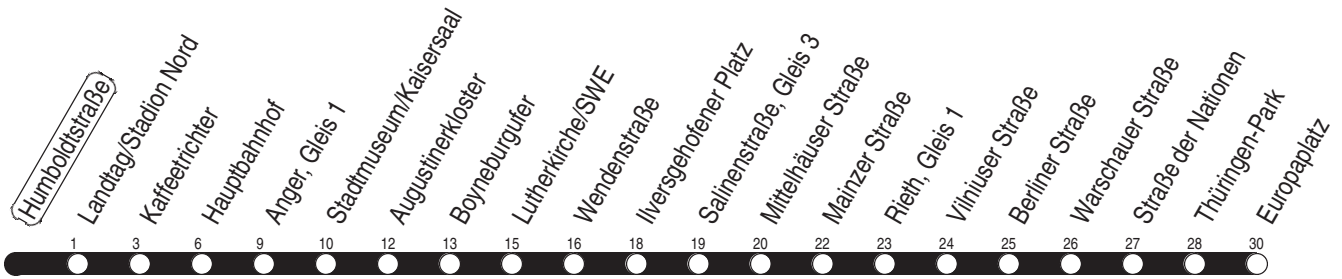 Humboldtstraße
Landtag/Stadion Nord
Kaffeetrichter
Hauptbahnhof
Anger, Gleis 1
Stadtmuseum/Kaisersaal
Augustinerkloster
Boyneburgufer
Lutherkirche/SWE
Wendenstraße
Ilversgehofener Platz
Salinenstraße, Gleis 3
Mittelhäuser Straße
Mainzer Straße
Rieth, Gleis 1
Vilniuser Straße
Berliner Straße
Warschauer Straße
Straße der Nationen
Thüringen-Park
Europaplatz
1 3 6 9 10 12 13 15 16 18 19 20 22 23 24 25 26 27 28 30